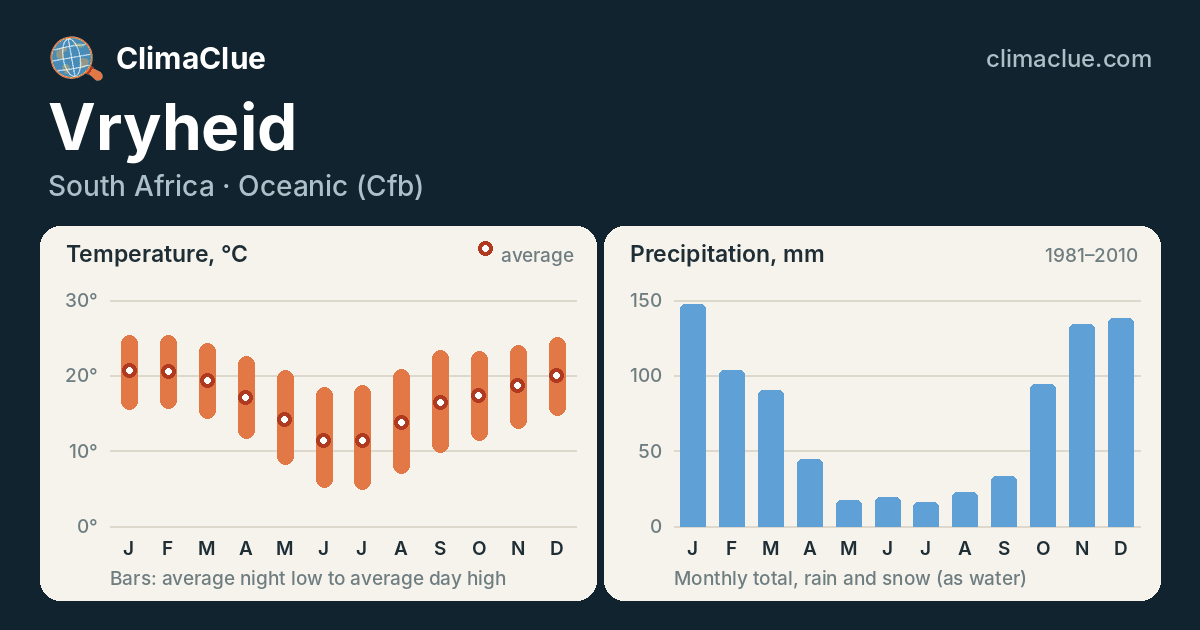 ClimaClue
climaclue.com
Vryheid
South Africa · Oceanic (Cfb)
Temperature, °C
average
30°
20°
10°
0°
J F M A M J J A S O N D
Bars: average night low to average day high
Precipitation, mm
1981–2010
150
100
50
0
J F M A M J J A S O N D
Monthly total, rain and snow (as water)